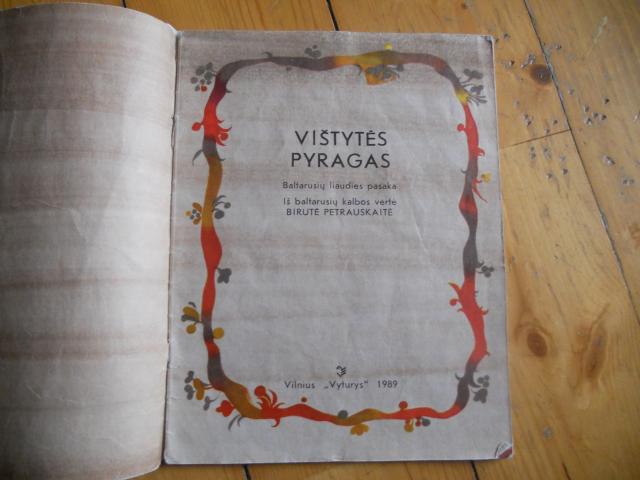 VIŠTYTĖS
PYRAGAS
Baltarusių liaudies pasaka
Iš baltarusių kalbos vertė
BIRUTĖ PETRAUSKAITĖ
Vilnius „Vyturys“ 1989